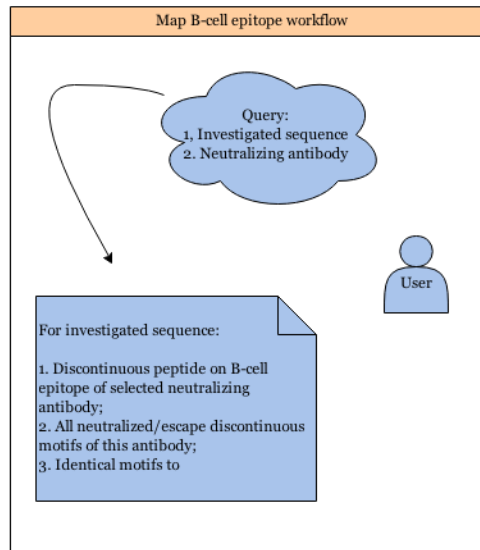 Map B-cell epitope workflow
Query:
1, Investigated sequence
2. Neutralizing antibody
User
For investigated sequence:
1. Discontinuous peptide on B-cell
epitope of selected neutralizing
antibody;
2. All neutralized/escape discontinuous
motifs of this antibody;
3. Identical motifs to